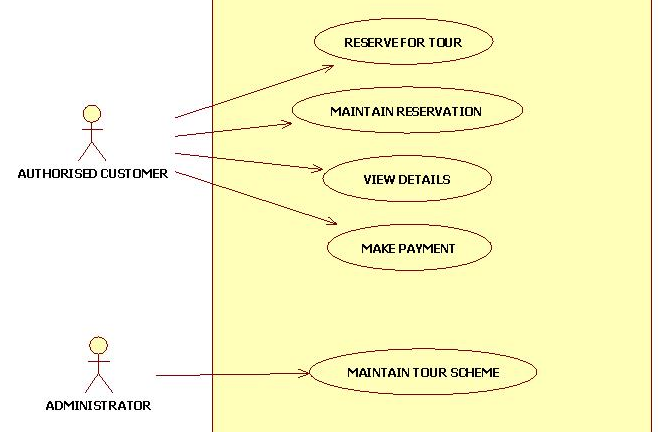 RESERVE FOR TOUR
MAINTAIN RESERVATION
AUTHORISED CUSTOMER
VIEW DETAILS
MAKE PAYMENT
MAINTAIN TOUR SCHEME
ADMINISTRATOR